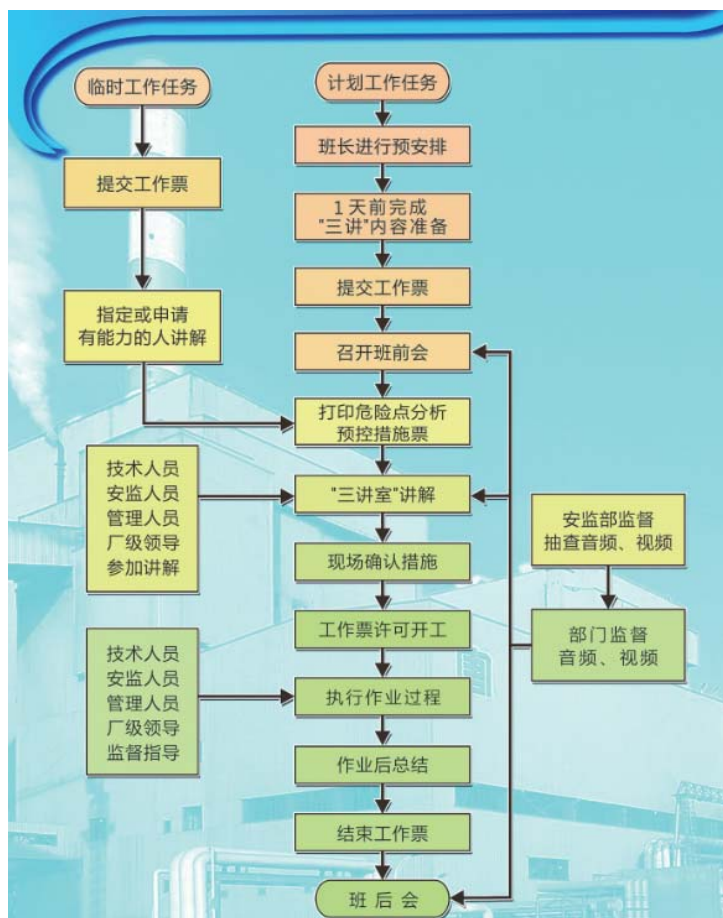 临时工作任务
提交工作票
指定或申请
有能力的人讲解
计划工作任务
班长进行预安排
1天前完成
"三讲"内容准备
提交工作票
召开班前会
打印危险点分析
预控措施票
"三讲室"讲解
现场确认措施
工作票许可开工
执行作业过程
作业后总结
结束工作票
班后会
技术人员
安监人员
管理人员
厂级领导
参加讲解
技术人员
安监人员
管理人员
厂级领导
监督指导
安监部监督
抽查音频、视频
部门监督
音频、视频